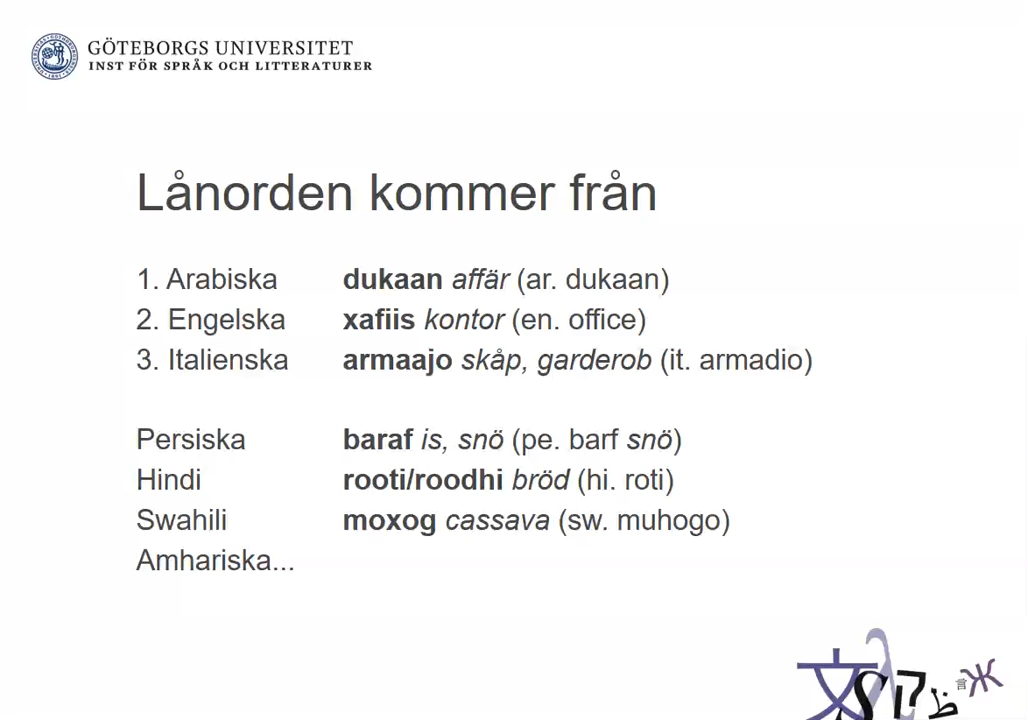 GÖTEBORGS UNIVERSITET
INST FÖR SPRÅK OCH LITTERATURER
Lånorden kommer från
1. Arabiska dukaan affär (ar. dukaan)
2. Engelska xafiis kontor (en. office)
3. Italienska armaajo skåp, garderob (it. armadio)
Persiska baraf is, snö (pe. barf snö)
Hindi rooti/roodhi bröd (hi. roti)
Swahili moxog cassava (sw. muhogo)
Amhariska...